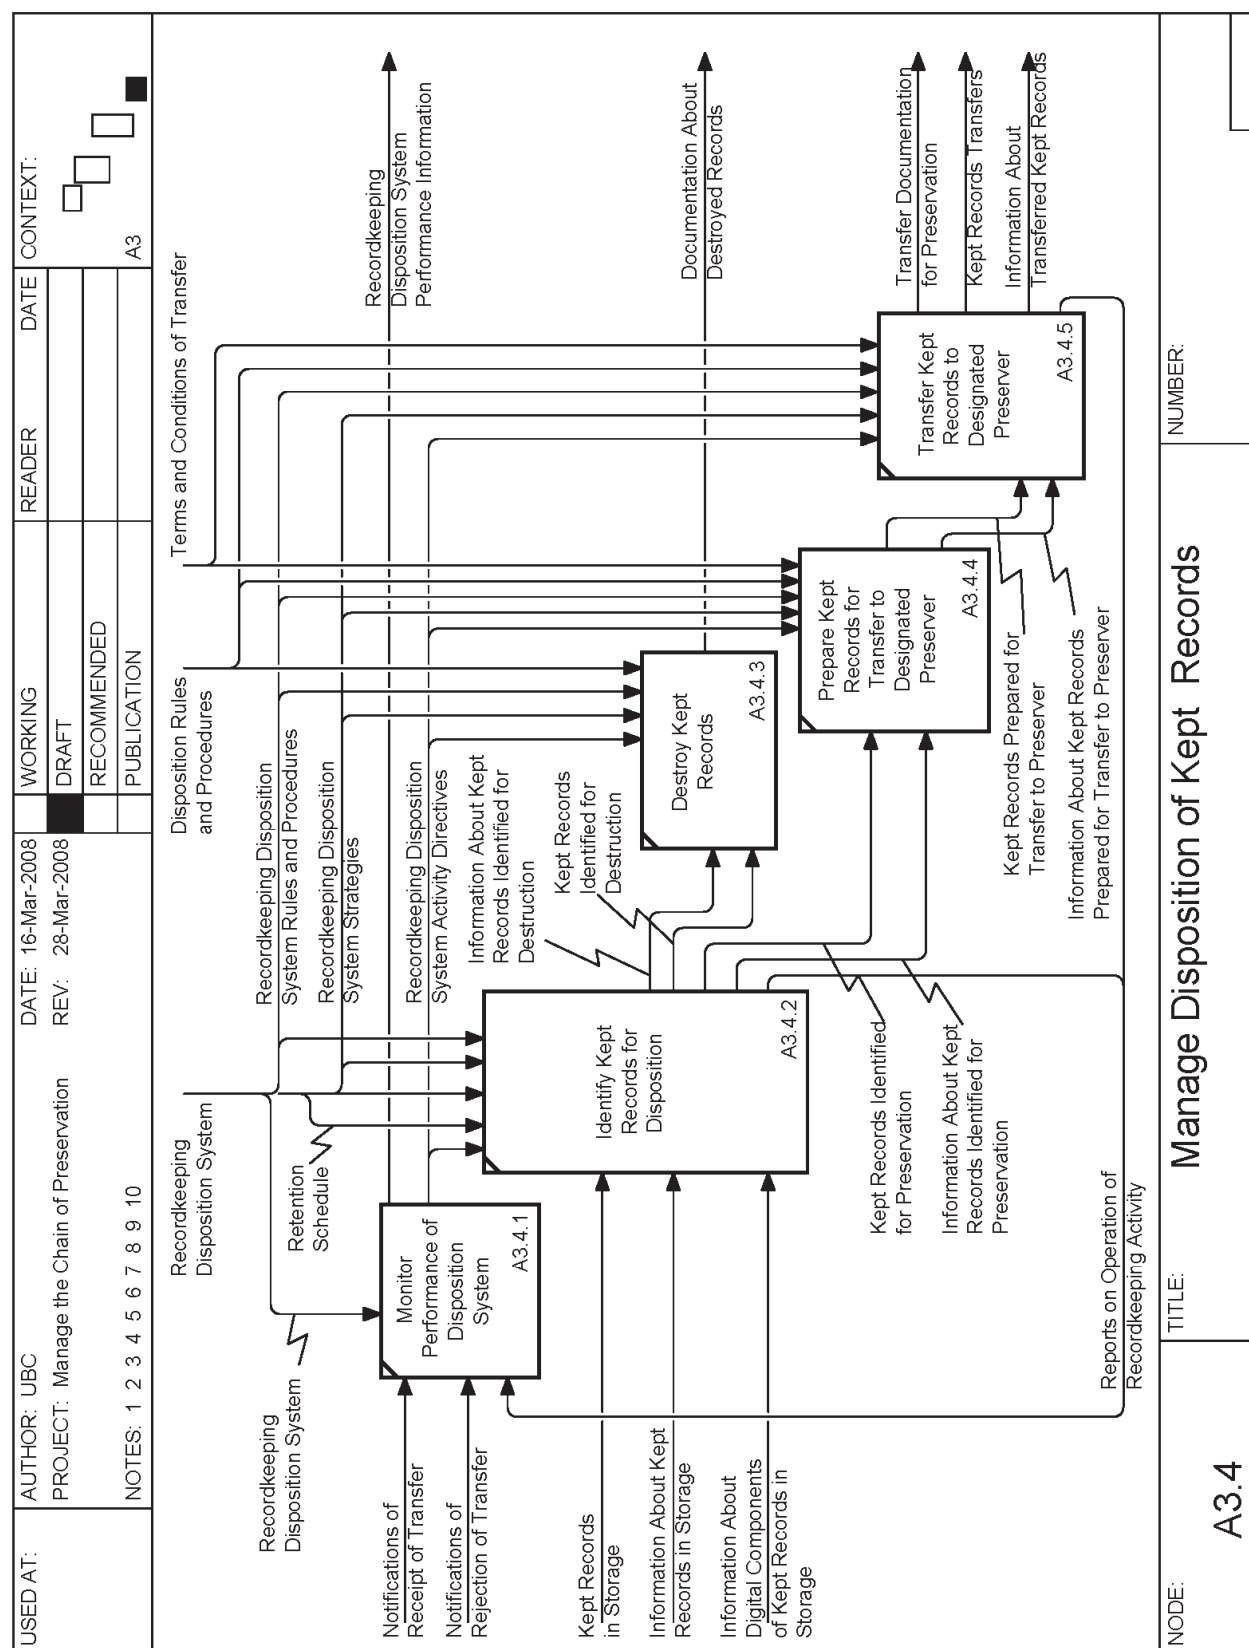 USED AT:
AUTHOR: UBC
PROJECT: Manage the Chain of Preservation
NOTES: 1 2 3 4 5 6 7 8 9 10
DATE: 16-Mar-2008
REV: 28-Mar-2008
WORKING
DRAFT
RECOMMENDED
PUBLICATION
READER
DATE
CONTEXT:
A3
Recordkeeping
Disposition System
Disposition Rules
and Procedures
Terms and Conditions of Transfer
Recordkeeping
Disposition System
Retention
Schedule
Recordkeeping Disposition
System Rules and Procedures
Recordkeeping Disposition
System Strategies
Recordkeeping Disposition
System Activity Directives
Recordkeeping
Disposition System
Performance Information
Notifications of
Receipt of Transfer
Notifications of
Rejection of Transfer
Monitor
Performance of
Disposition
System
A3.4.1
Kept Records
in Storage
Information About Kept
Records in Storage
Information About
Digital Components
of Kept Records in
Storage
Identify Kept
Records for
Disposition
A3.4.2
Information About Kept
Records Identified for
Destruction
Kept Records
Identified for
Destruction
Destroy Kept
Records
A3.4.3
Documentation About
Destroyed Records
Kept Records Identified
for Preservation
Information About Kept
Records Identified for
Preservation
Prepare Kept
Records for
Transfer to
Designated
Preserver
A3.4.4
Kept Records Prepared for
Transfer to Preserver
Information About Kept Records
Prepared for Transfer to Preserver
Transfer Kept
Records to
Designated
Preserver
A3.4.5
Transfer Documentation
for Preservation
Kept Records Transfers
Information About
Transferred Kept Records
Reports on Operation of
Recordkeeping Activity
NODE:
A3.4
TITLE:
Manage Disposition of Kept Records
NUMBER: